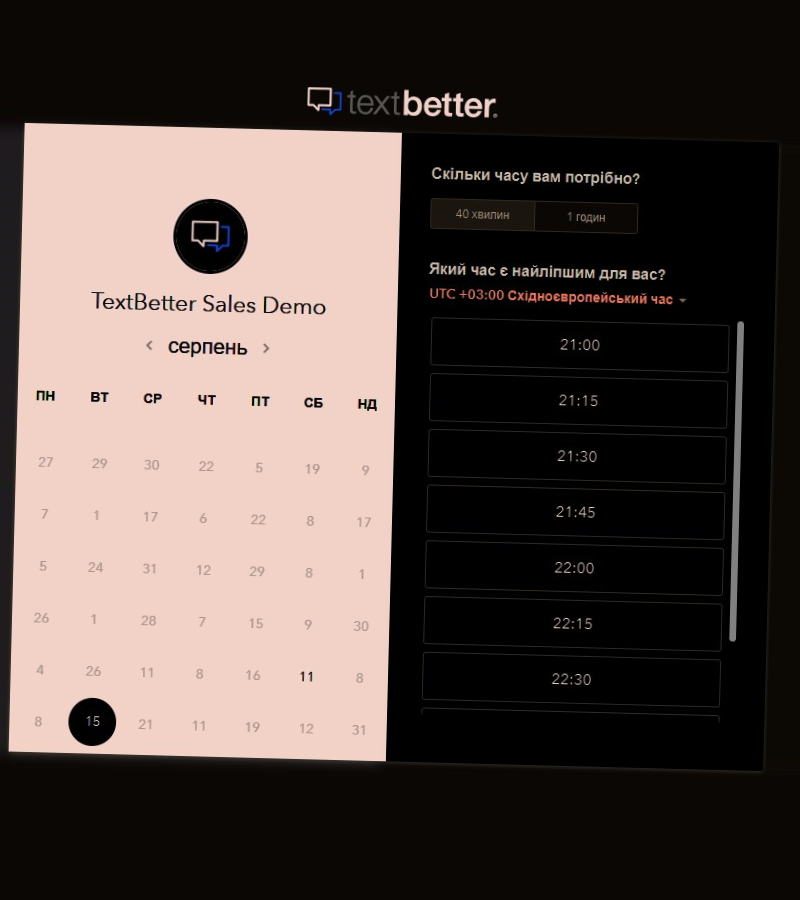 textbetter.
TextBetter Sales Demo
серпень
ПН ВТ СР ЧТ ПТ СБ НД
27 29 30 22 5 19 9
7 1 17 6 22 8 17
5 24 31 12 29 8 1
26 1 28 7 15 9 30
4 26 11 8 16 11 8
8 15 21 11 19 12 31
Скільки часу вам потрібно?
40 хвилин 1 годин
Який час є найліпшим для вас?
UTC +03:00 Східноєвропейський час
21:00
21:15
21:30
21:45
22:00
22:15
22:30